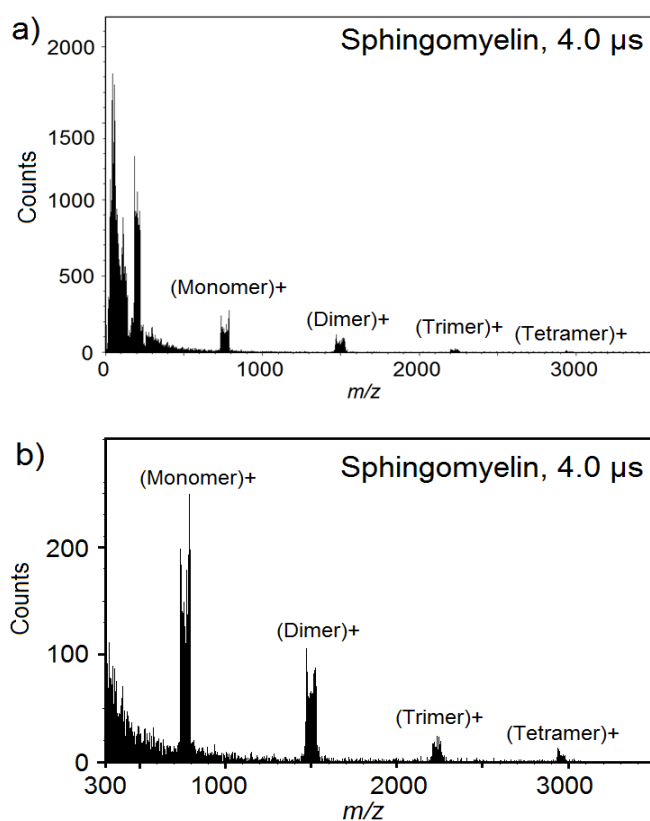 a)
Sphingomyelin, 4.0 µs
2000
1500
1000
500
0
Counts
(Monomer)+
(Dimer)+
(Trimer)+
(Tetramer)+
0
1000
2000
3000
m/z
b)
Sphingomyelin, 4.0 µs
(Monomer)+
200
100
0
Counts
(Dimer)+
(Trimer)+
(Tetramer)+
300
1000
2000
3000
m/z